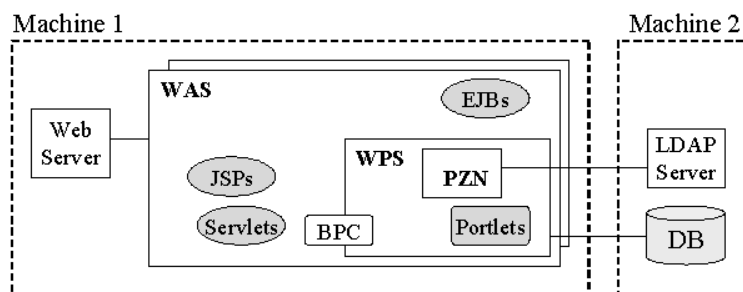 Machine 1
Machine 2
WAS
EJBs
Web
Server
WPS
PZN
LDAP
Server
JSPs
Servlets
BPC
Portlets
DB